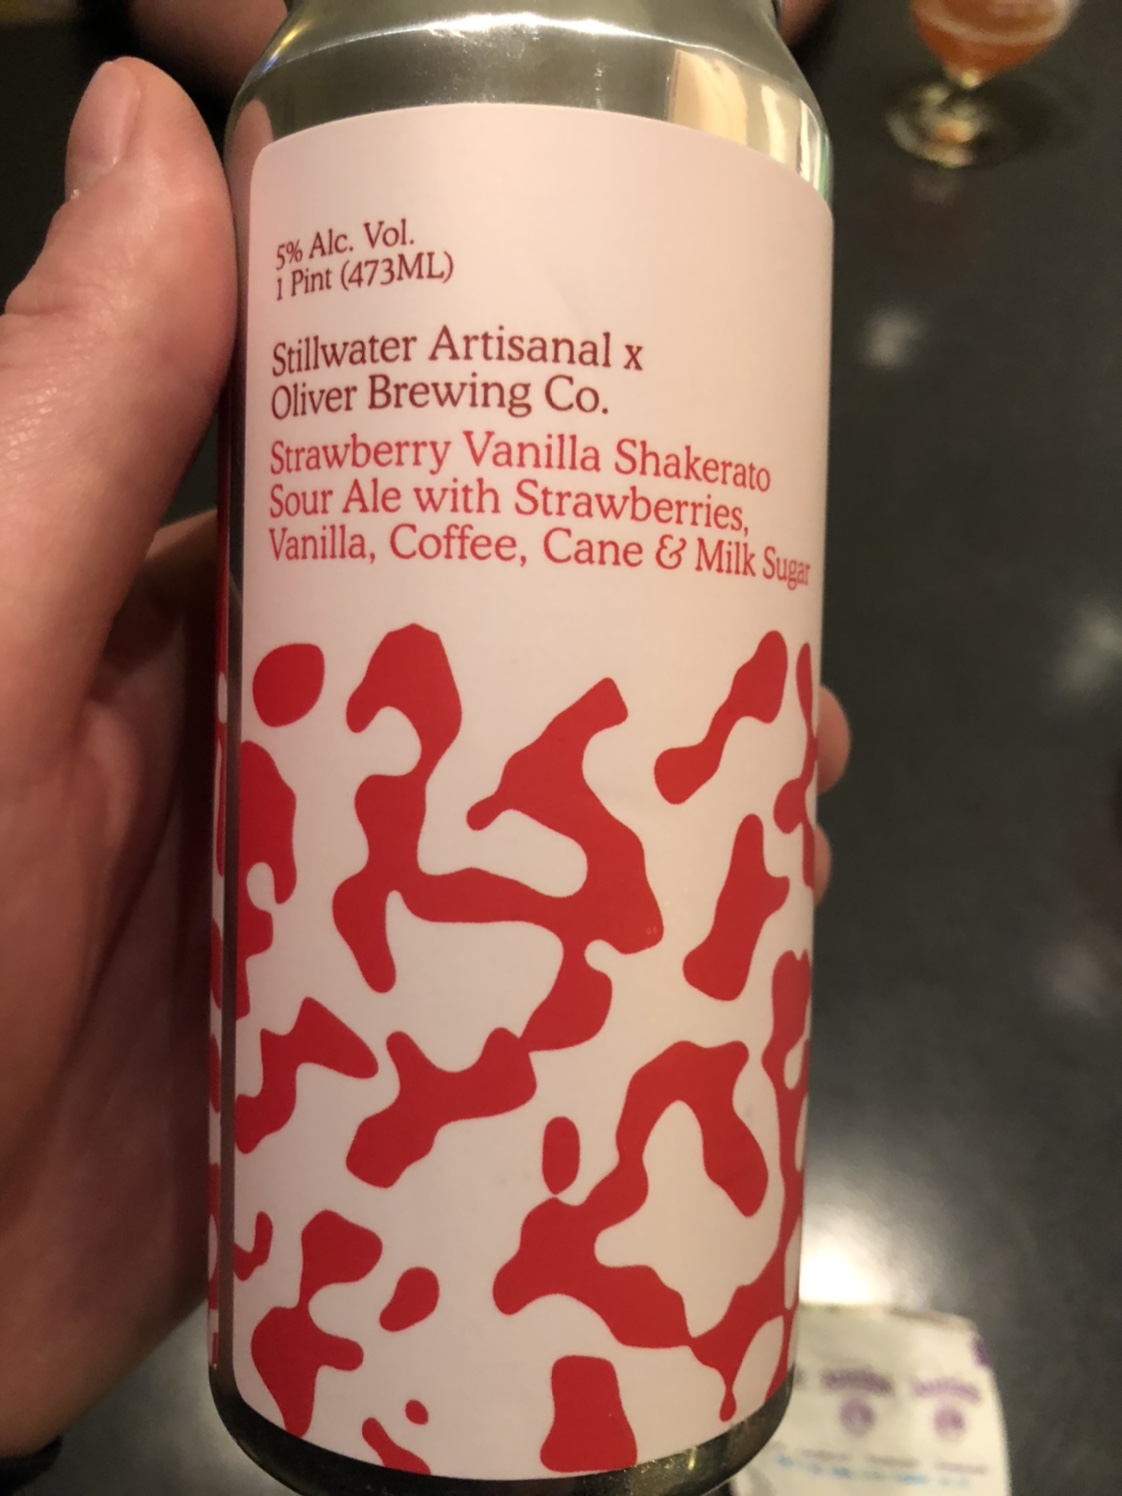 5% Alc. Vol.
1 Pint (473ML)
Stillwater Artisanal x
Oliver Brewing Co.
Strawberry Vanilla Shakerato
Sour Ale with Strawberries,
Vanilla, Coffee, Cane & Milk Sugar